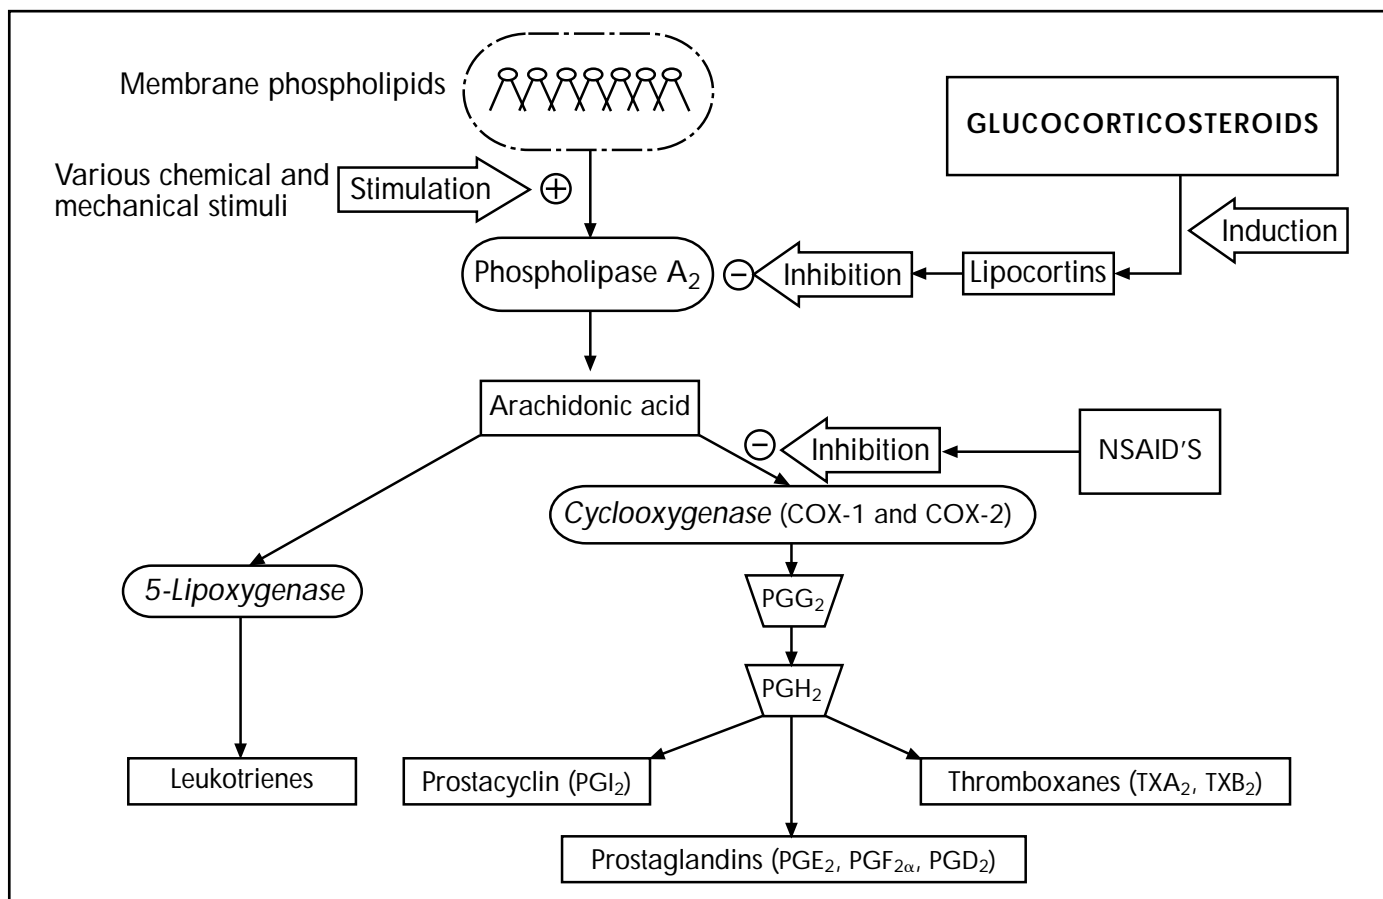 Membrane phospholipids
GLUCOCORTICOSTEROIDS
Various chemical and
mechanical stimuli
Stimulation
+
Induction
Phospholipase A₂
−
Inhibition
Lipocortins
Arachidonic acid
−
Inhibition
NSAID'S
Cyclooxygenase (COX-1 and COX-2)
5-Lipoxygenase
PGG₂
PGH₂
Leukotrienes
Prostacyclin (PGI₂)
Thromboxanes (TXA₂, TXB₂)
Prostaglandins (PGE₂, PGF₂α, PGD₂)